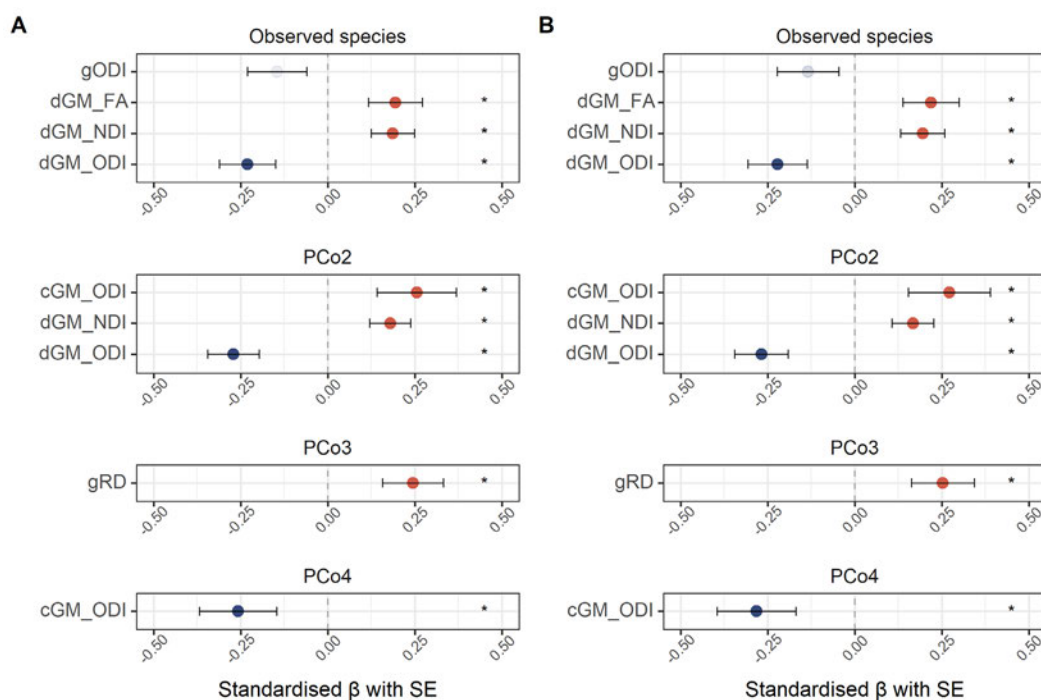 A
Observed species
gODI
dGM_FA
*
dGM_NDI
*
dGM_ODI
*
-0.50
-0.25
0.00
0.25
0.50
PCo2
cGM_ODI
*
dGM_NDI
*
dGM_ODI
*
-0.50
-0.25
0.00
0.25
0.50
PCo3
gRD
*
-0.50
-0.25
0.00
0.25
0.50
PCo4
cGM_ODI
*
-0.50
-0.25
0.00
0.25
0.50
Standardised β with SE
B
Observed species
gODI
dGM_FA
*
dGM_NDI
*
dGM_ODI
*
-0.50
-0.25
0.00
0.25
0.50
PCo2
cGM_ODI
*
dGM_NDI
*
dGM_ODI
*
-0.50
-0.25
0.00
0.25
0.50
PCo3
gRD
*
-0.50
-0.25
0.00
0.25
0.50
PCo4
cGM_ODI
*
-0.50
-0.25
0.00
0.25
0.50
Standardised β with SE